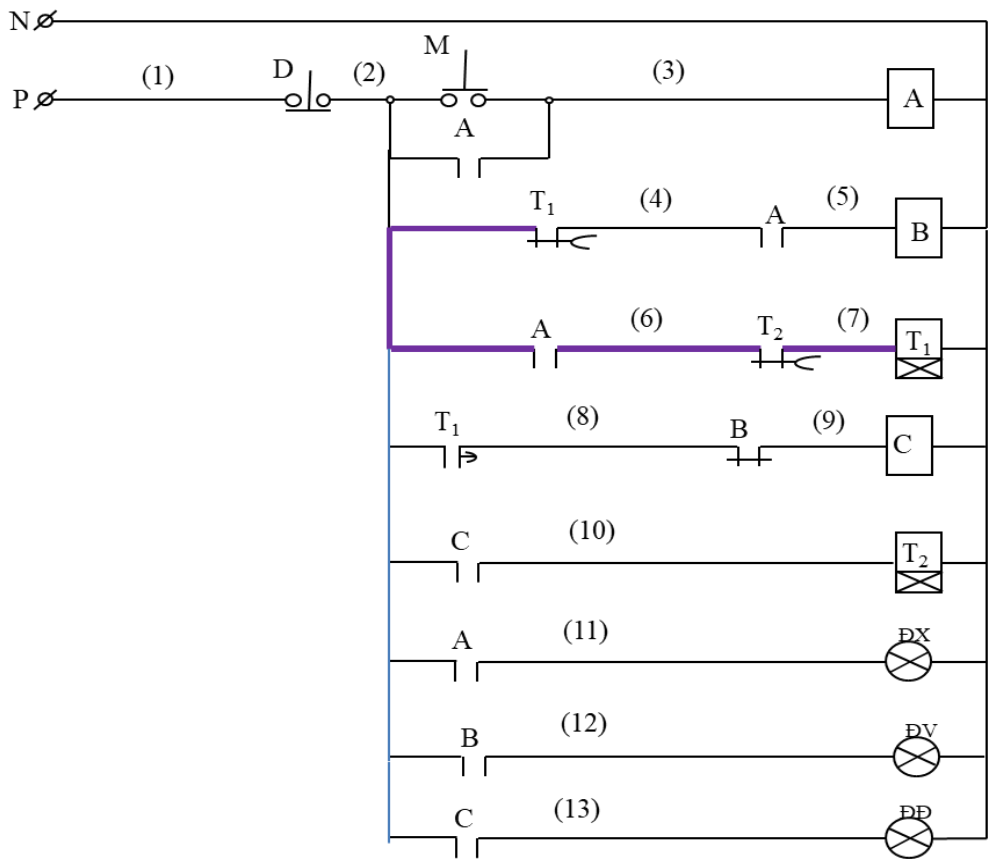 N
M
D (2) (3)
(1)
P A
A
T₁ (4) A (5)
B
A (6) T₂ (7) T₁
T₁ (8) B (9)
C
C (10) T₂
A (11) ĐX
B (12) ĐV
C (13) ĐĐ